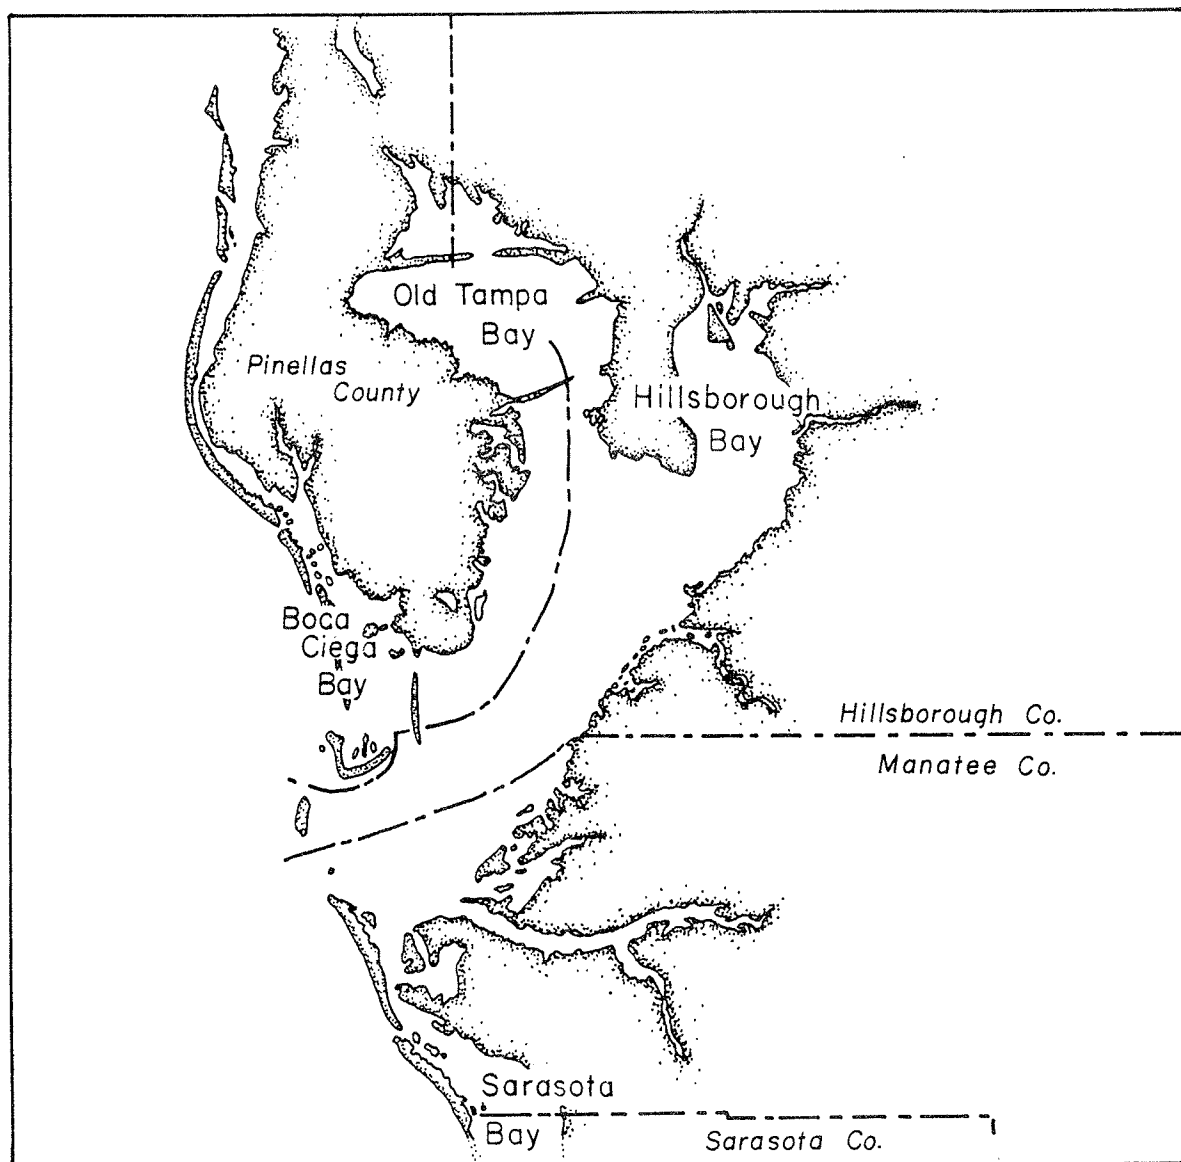 Old Tampa
Bay
Pinellas
County
Hillsborough
Bay
Boca
Ciega
Bay
Hillsborough Co.
Manatee Co.
Sarasota
Bay
Sarasota Co.